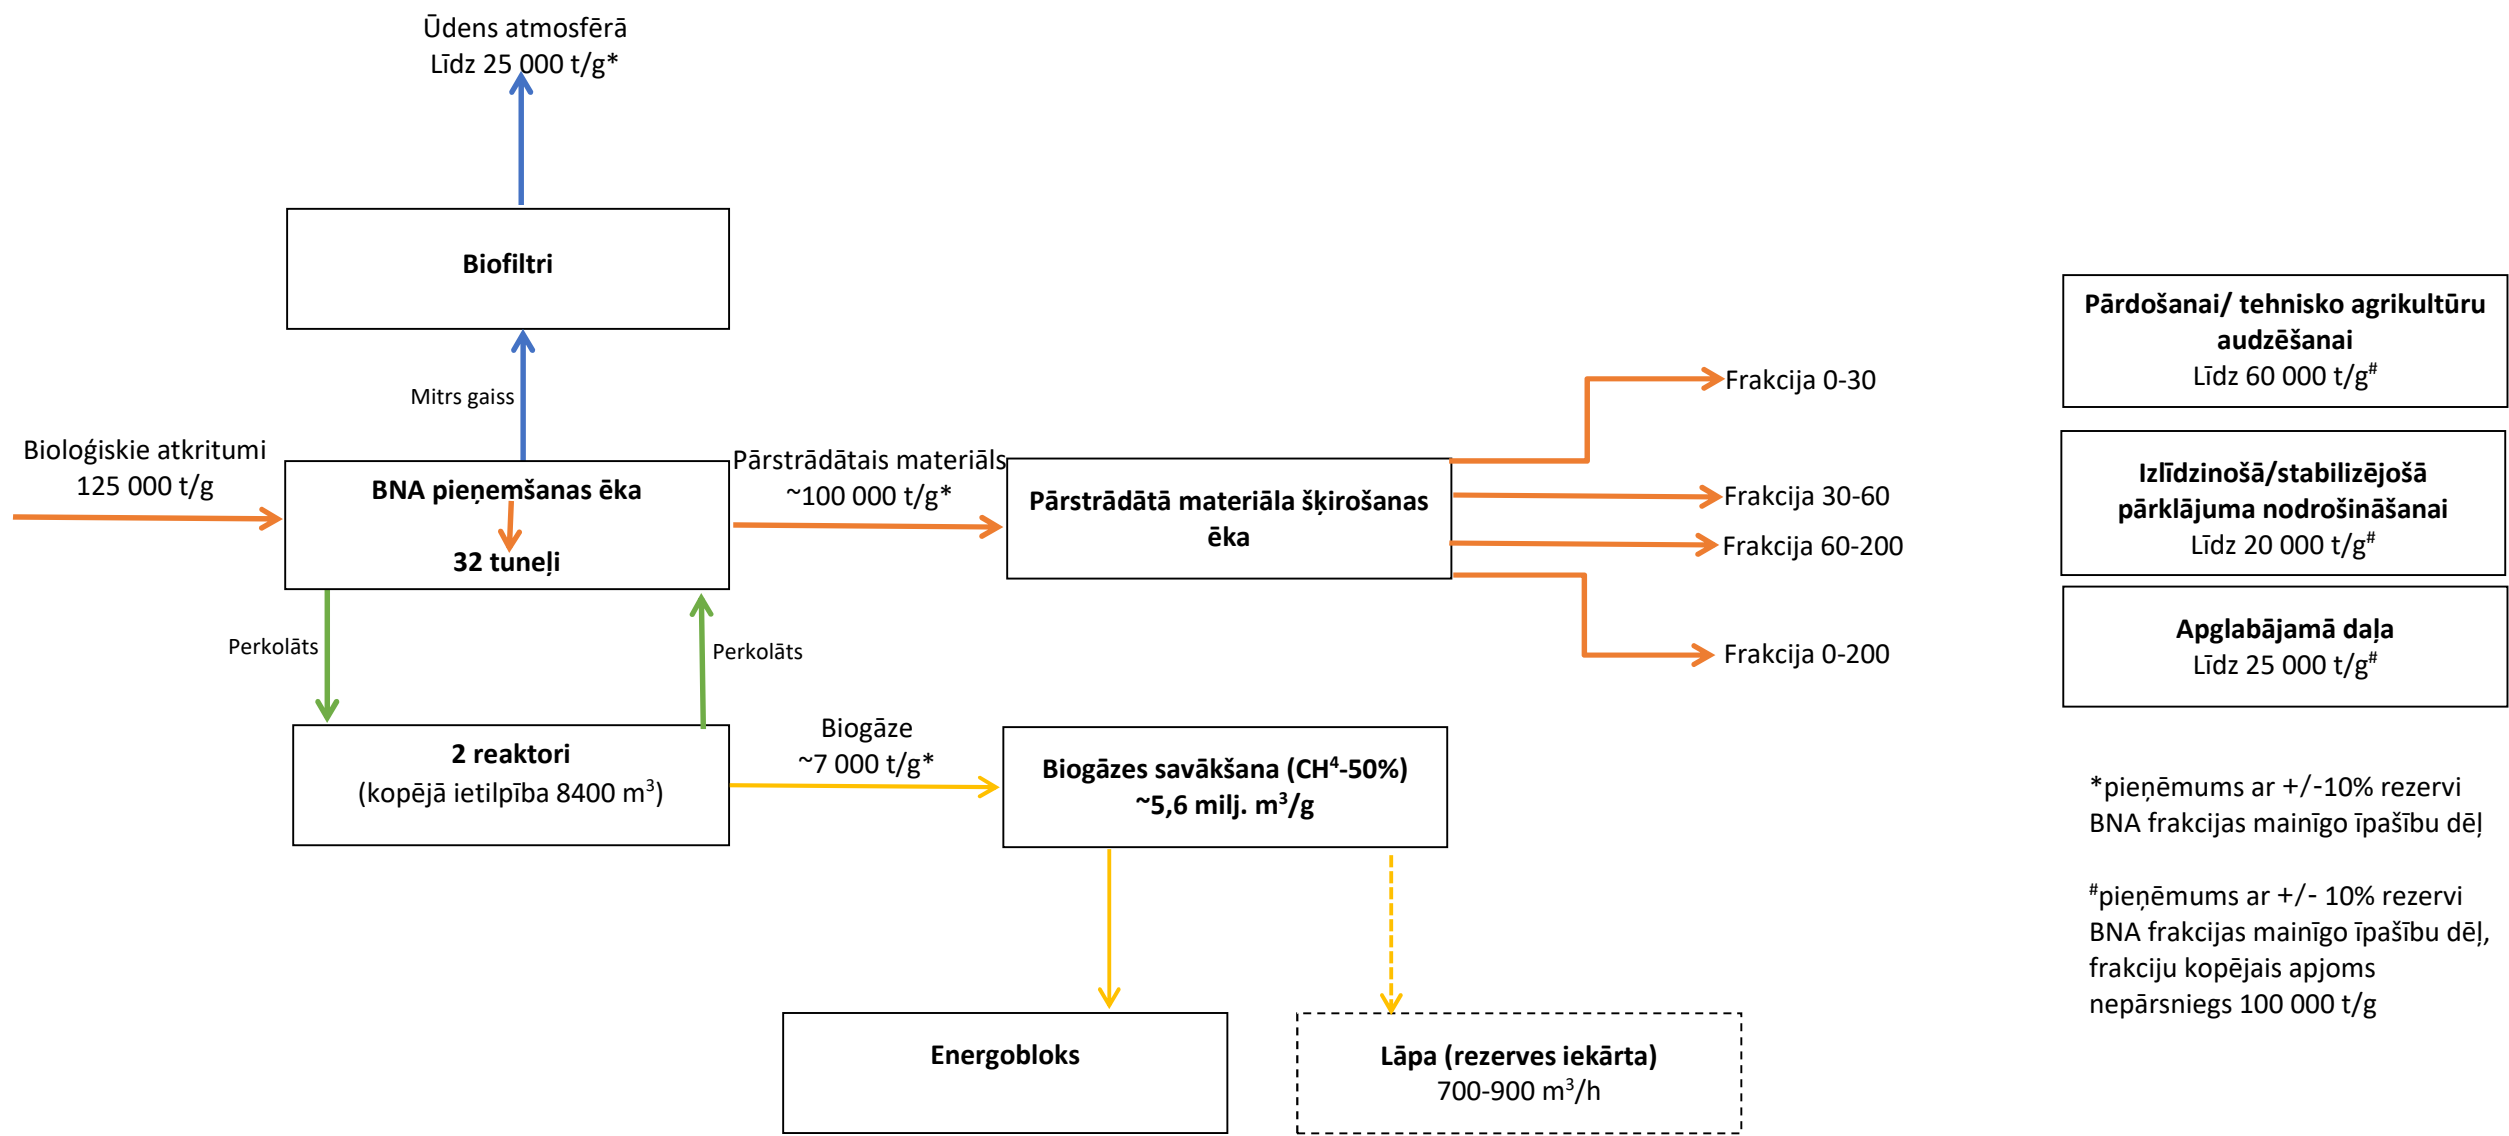 Ūdens atmosfērā
Līdz 25 000 t/g*
Biofiltri
Mitrs gaiss
Bioloģiskie atkritumi
125 000 t/g
BNA pieņemšanas ēka
32 tuneļi
Pārstrādātais materiāls
~100 000 t/g*
Pārstrādātā materiāla šķirošanas
ēka
Frakcija 0-30
Frakcija 30-60
Frakcija 60-200
Frakcija 0-200
Pārdošanai/ tehnisko agrikultūru
audzēšanai
Līdz 60 000 t/g#
Izlīdzinošā/stabilizējošā
pārklājuma nodrošināšanai
Līdz 20 000 t/g#
Apglabājamā daļa
Līdz 25 000 t/g#
Perkolāts
Perkolāts
2 reaktori
(kopējā ietilpība 8400 m³)
Biogāze
~7 000 t/g*
Biogāzes savākšana (CH⁴-50%)
~5,6 milj. m³/g
Energobloks
Lāpa (rezerves iekārta)
700-900 m³/h
*pieņēmums ar +/-10% rezervi
BNA frakcijas mainīgo īpašību dēļ
#pieņēmums ar +/- 10% rezervi
BNA frakcijas mainīgo īpašību dēļ,
frakciju kopējais apjoms
nepārsniegs 100 000 t/g